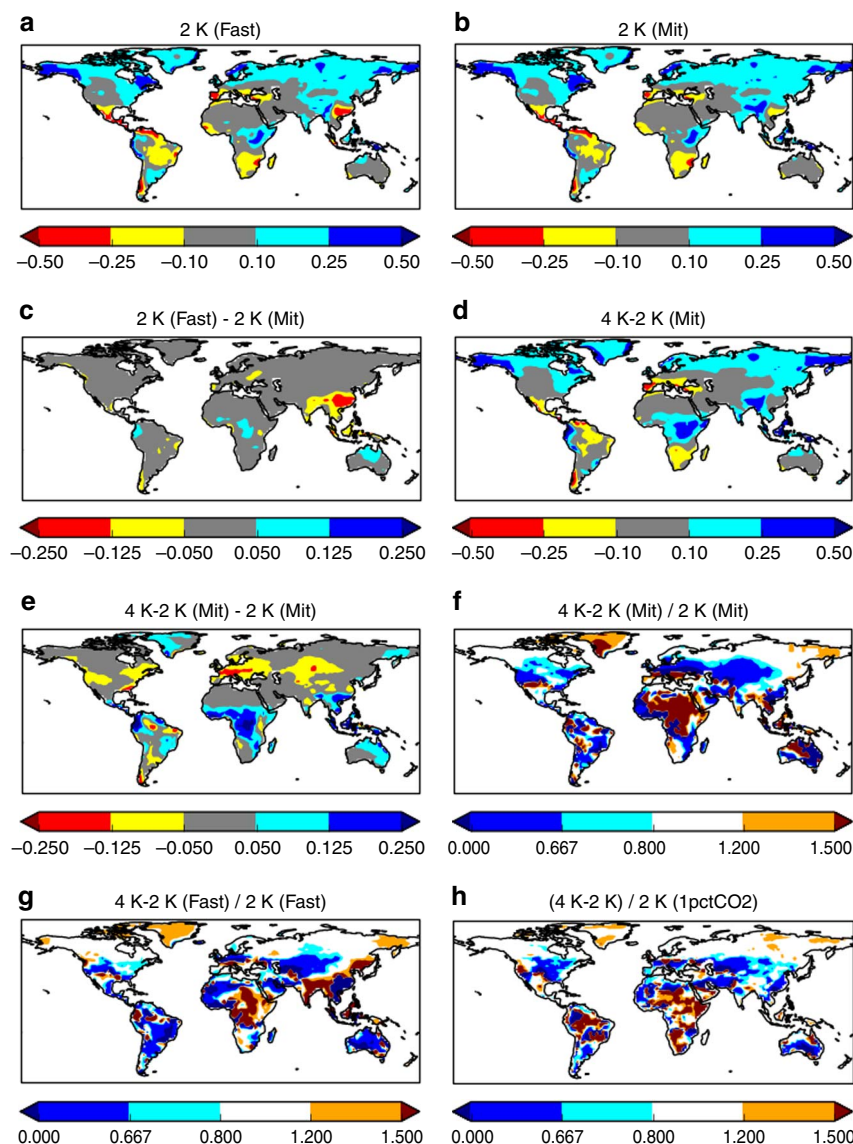 a 2 K (Fast)
b 2 K (Mit)
–0.50 –0.25 –0.10 0.10 0.25 0.50
–0.50 –0.25 –0.10 0.10 0.25 0.50
c 2 K (Fast) - 2 K (Mit)
d 4 K-2 K (Mit)
–0.250 –0.125 –0.050 0.050 0.125 0.250
–0.50 –0.25 –0.10 0.10 0.25 0.50
e 4 K-2 K (Mit) - 2 K (Mit)
f 4 K-2 K (Mit) / 2 K (Mit)
–0.250 –0.125 –0.050 0.050 0.125 0.250
0.000 0.667 0.800 1.200 1.500
g 4 K-2 K (Fast) / 2 K (Fast)
h (4 K-2 K) / 2 K (1pctCO2)
0.000 0.667 0.800 1.200 1.500
0.000 0.667 0.800 1.200 1.500